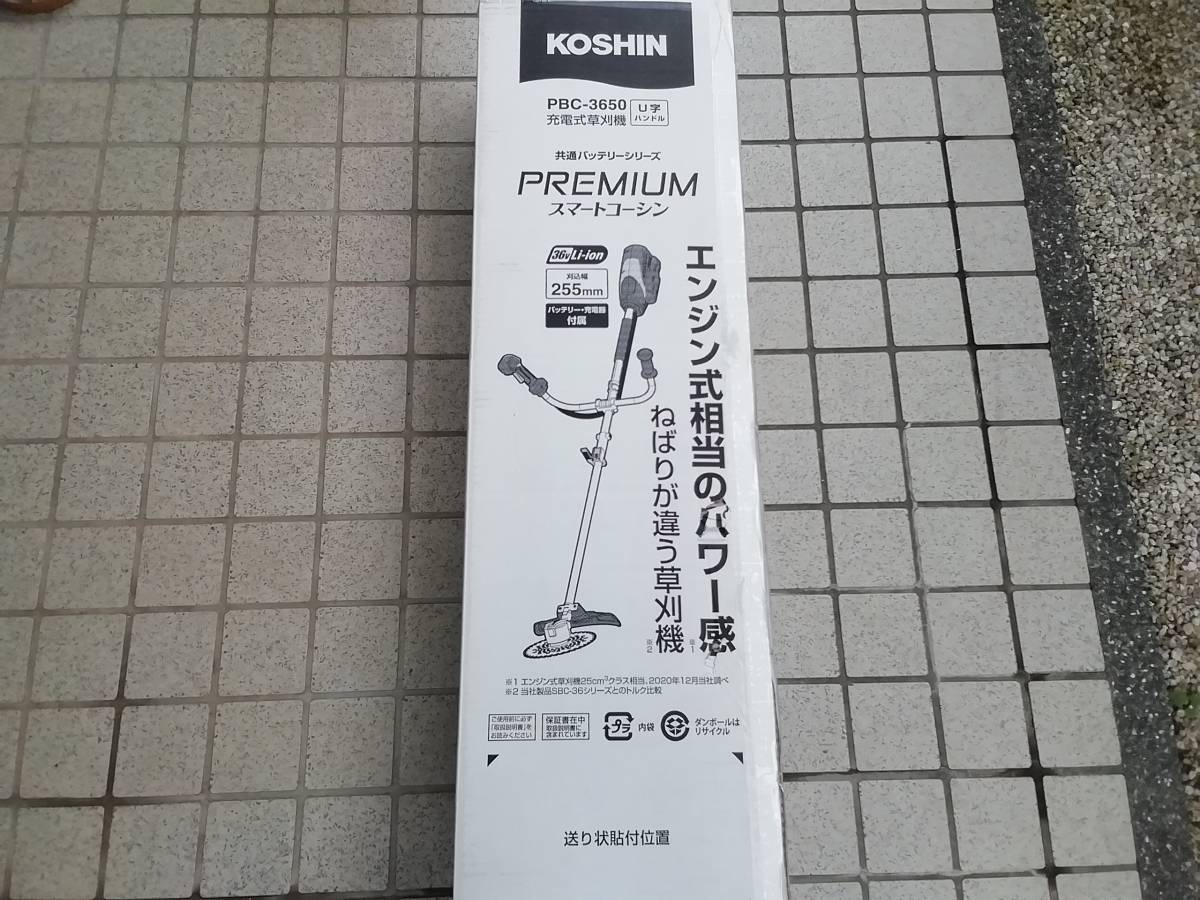 KOSHIN
PBC-3650
充電式草刈機
U字
ハンドル
共通バッテリーシリーズ
PREMIUM
スマートコーシン
36V Li-ion
刈込幅
255mm
バッテリー・充電器
付属
エンジン式相当のパワー感
※1
ねばりが違う草刈機
※2
※1 エンジン式草刈機25cm³クラス相当、2020年12月当社調べ
※2 当社製品SBC-36シリーズとのトルク比較
ご使用前に必ず
「取扱説明書」を
お読みください
保証書在中
取扱説明書に
含まれています
プラ
内袋
ダンボールは
リサイクル
送り状貼付位置